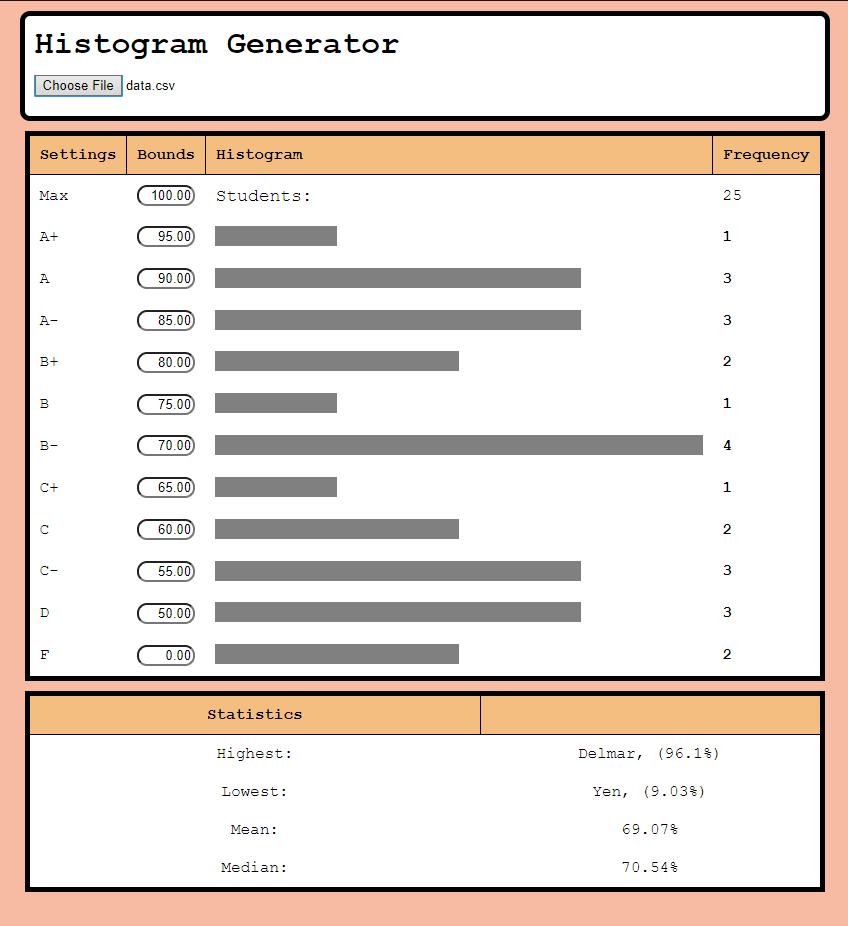 Histogram Generator
Choose File data.csv
Settings Bounds Histogram Frequency
Max 100.00 Students: 25
A+ 95.00 1
A 90.00 3
A- 85.00 3
B+ 80.00 2
B 75.00 1
B- 70.00 4
C+ 65.00 1
C 60.00 2
C- 55.00 3
D 50.00 3
F 0.00 2
Statistics
Highest: Delmar, (96.1%)
Lowest: Yen, (9.03%)
Mean: 69.07%
Median: 70.54%